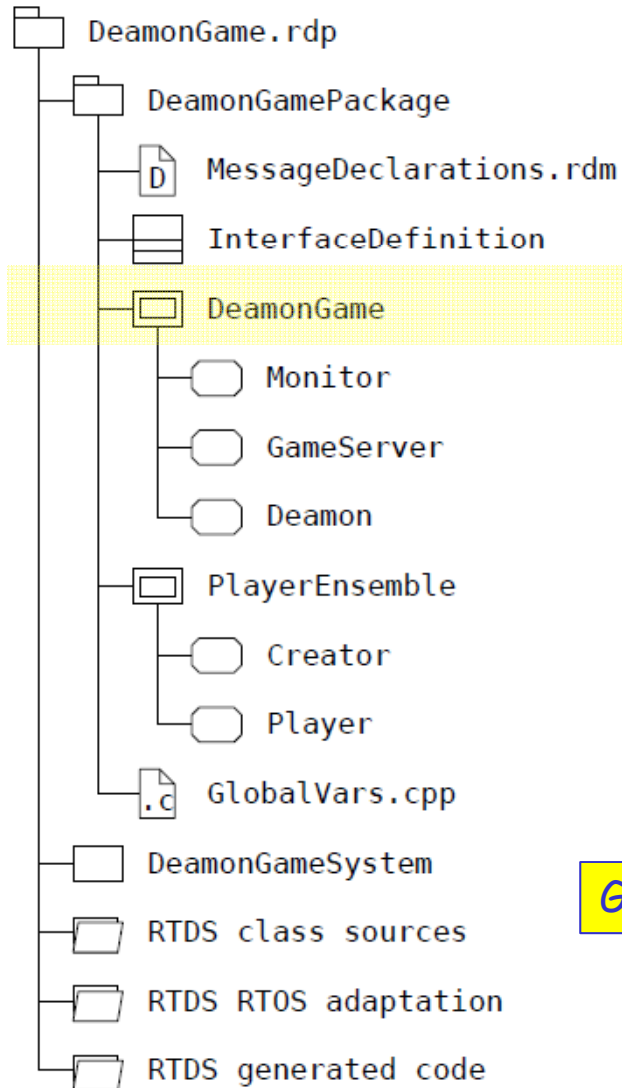 DeamonGame.rdp
DeamonGamePackage
D MessageDeclarations.rdm
InterfaceDefinition
DeamonGame
Monitor
GameServer
Deamon
PlayerEnsemble
Creator
Player
.c GlobalVars.cpp
DeamonGameSystem
G
RTDS class sources
RTDS RTOS adaptation
RTDS generated code